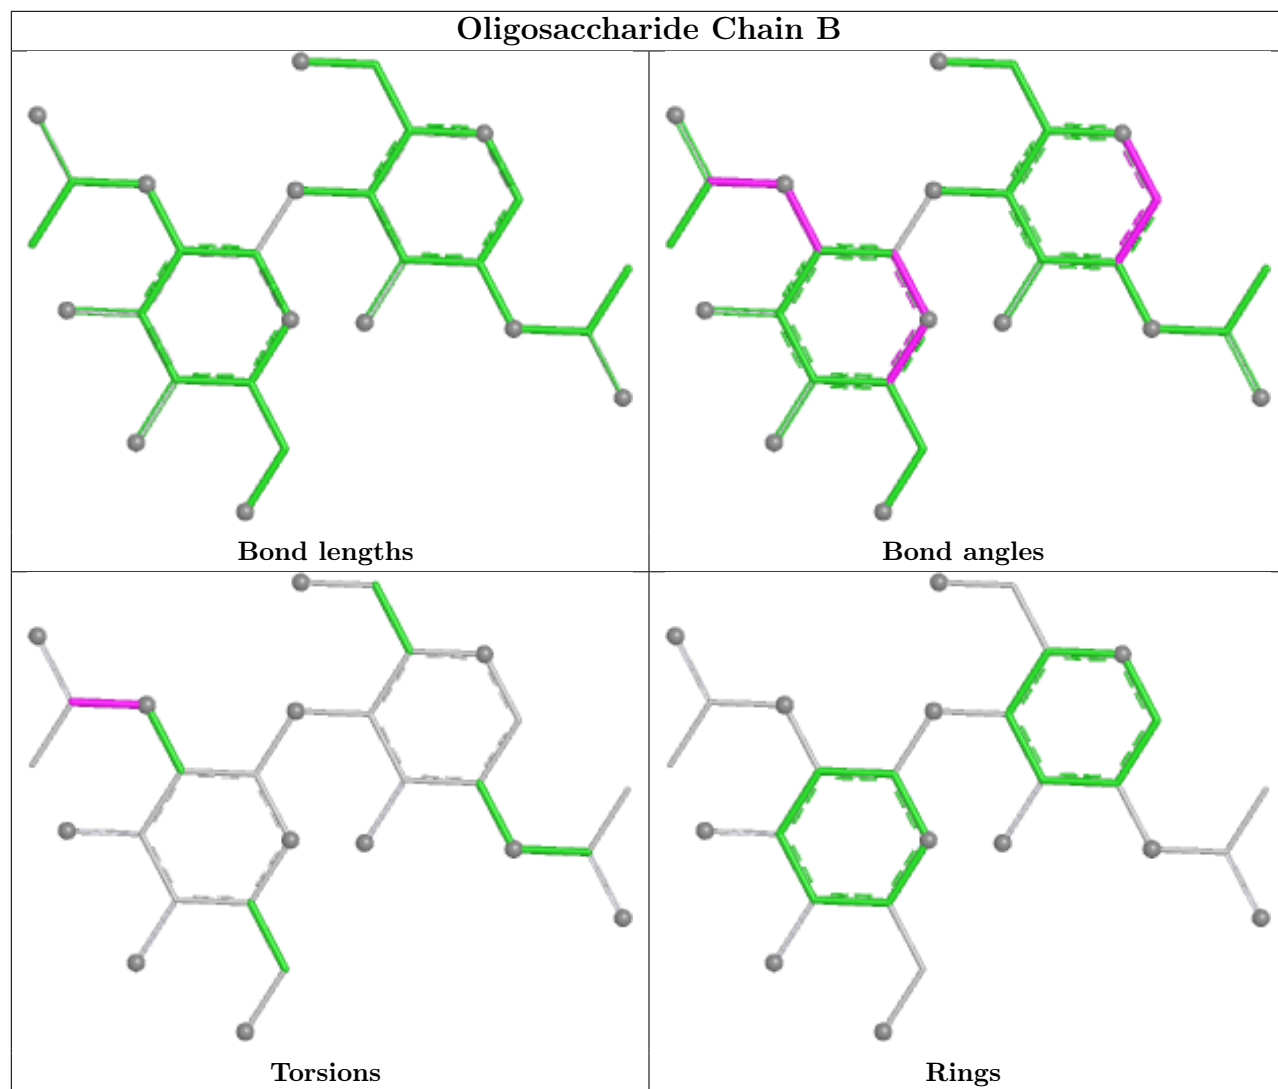 Oligosaccharide Chain B
Bond lengths
Bond angles
Torsions
Rings